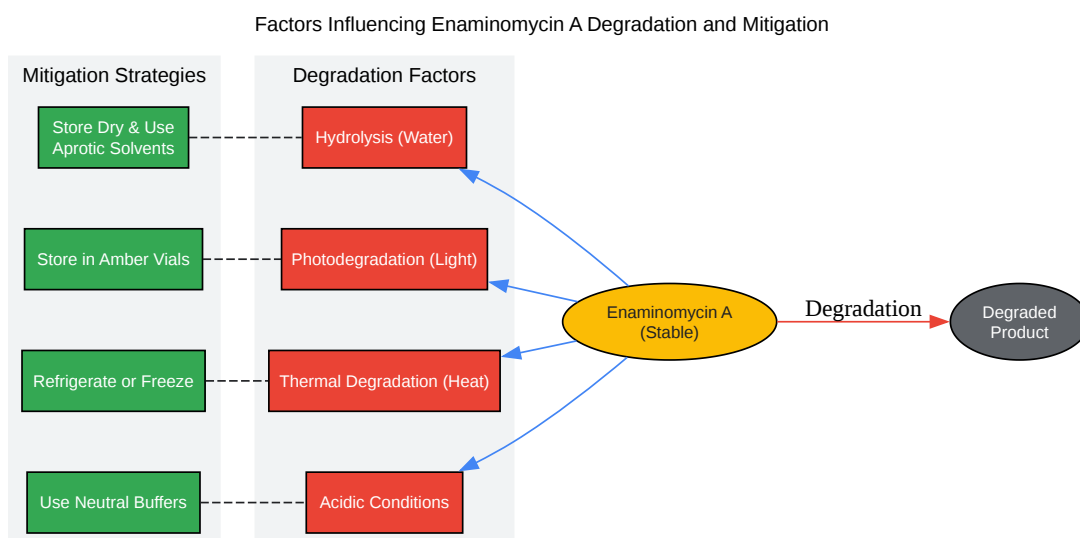 Factors Influencing Enaminomycin A Degradation and Mitigation
Mitigation Strategies
Degradation Factors
Store Dry & Use
Aprotic Solvents
Hydrolysis (Water)
Store in Amber Vials
Photodegradation (Light)
Enaminomycin A
(Stable)
Degradation
Degraded
Product
Refrigerate or Freeze
Thermal Degradation (Heat)
Use Neutral Buffers
Acidic Conditions